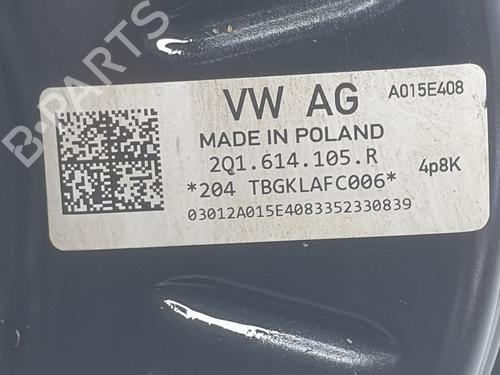 B-PARTS
VW AG
A015E408
MADE IN POLAND
2Q1.614.105.R
4p8K
*204 TBGKLAFC006*
03012A015E4083352330839